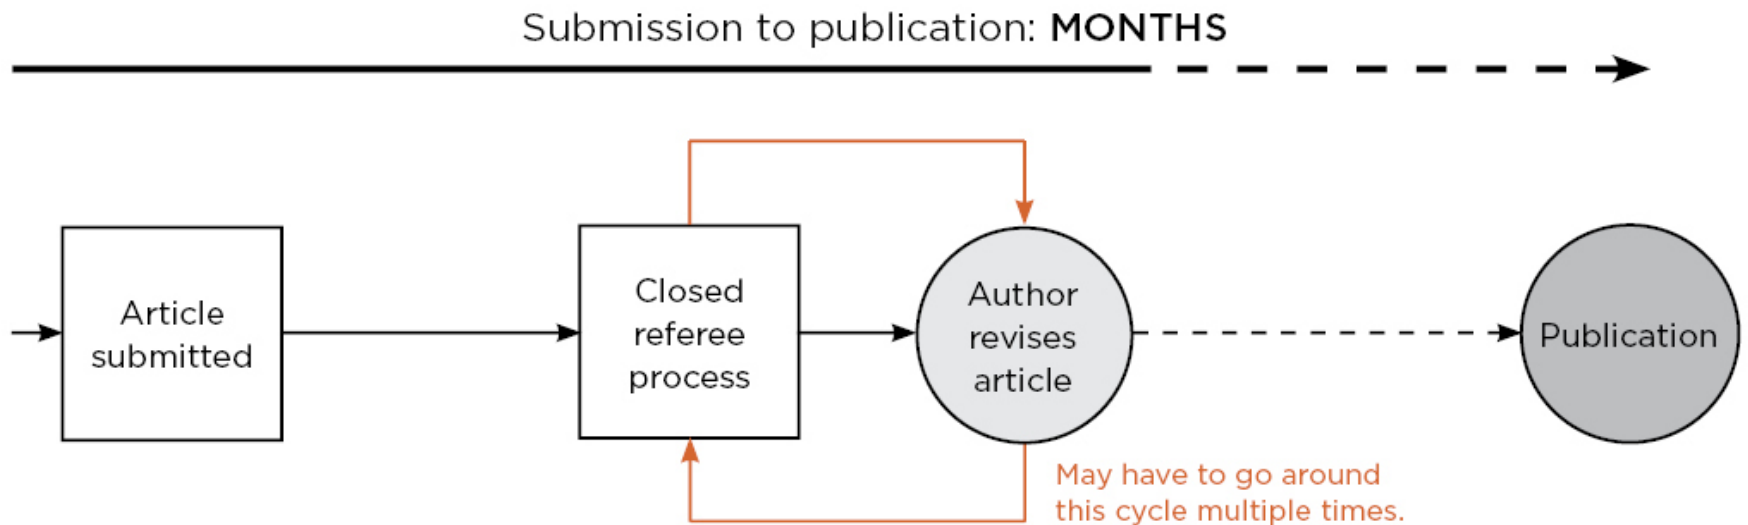 Submission to publication: MONTHS
Article
submitted
Closed
referee
process
Author
revises
article
Publication
May have to go around
this cycle multiple times.